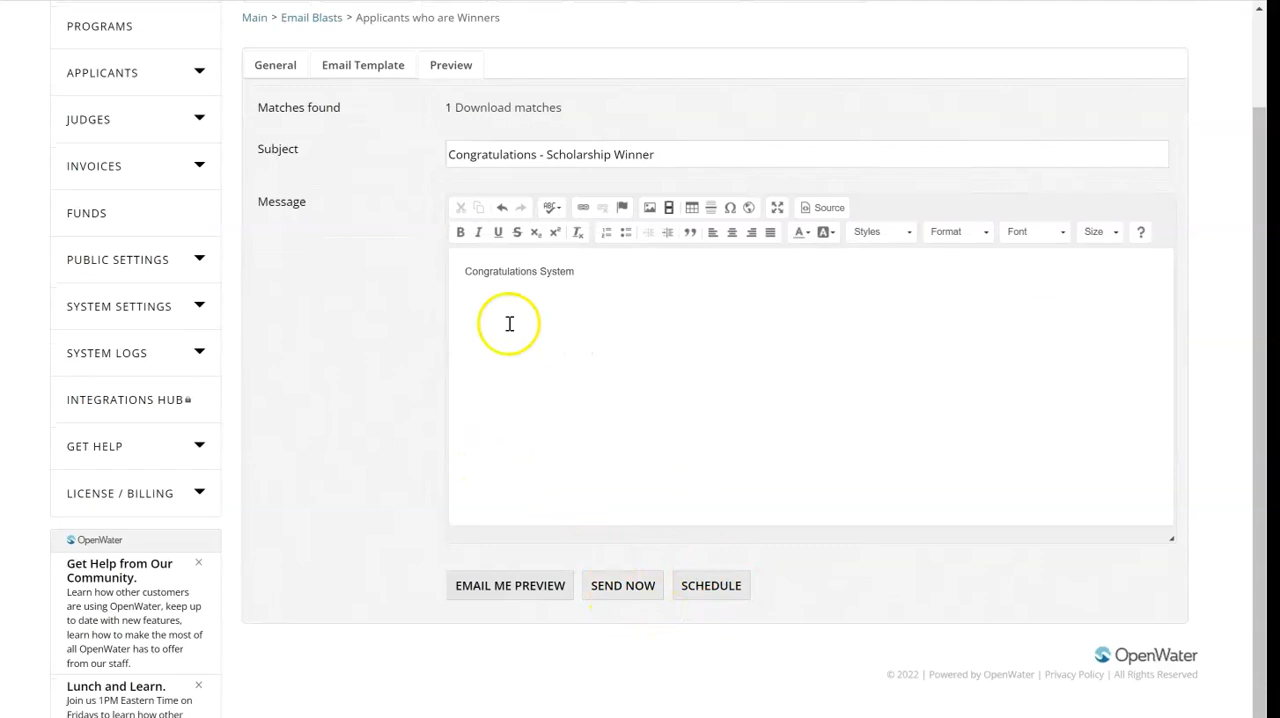 PROGRAMS
APPLICANTS
JUDGES
INVOICES
FUNDS
PUBLIC SETTINGS
SYSTEM SETTINGS
SYSTEM LOGS
INTEGRATIONS HUB
GET HELP
LICENSE / BILLING
OpenWater
Get Help from Our
Community.
Learn how other customers
are using OpenWater, keep up
to date with new features,
learn how to make the most of
all OpenWater has to offer
from our staff.
Lunch and Learn.
Join us 1PM Eastern Time on
Fridays to learn how other
Main > Email Blasts > Applicants who are Winners
General Email Template Preview
Matches found 1 Download matches
Subject Congratulations - Scholarship Winner
Message
Source
B I U S x₂ x² Tx Styles Format Font Size ?
Congratulations System
EMAIL ME PREVIEW SEND NOW SCHEDULE
OpenWater
© 2022 | Powered by OpenWater | Privacy Policy | All Rights Reserved